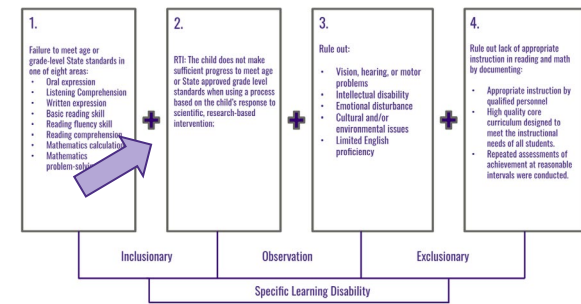 1.
Failure to meet age or
grade-level State standards in
one of eight areas:
• Oral expression
• Listening Comprehension
• Written expression
• Basic reading skill
• Reading fluency skill
• Reading comprehension
• Mathematics calculation
• Mathematics
problem-solving
2.
RTI: The child does not make
sufficient progress to meet age
or State approved grade level
standards when using a process
based on the child's response to
scientific, research-based
intervention;
3.
Rule out:
• Vision, hearing, or motor
problems
• Intellectual disability
• Emotional disturbance
• Cultural and/or
environmental issues
• Limited English
proficiency
4.
Rule out lack of appropriate
instruction in reading and math
by documenting:
• Appropriate instruction by
qualified personnel
• High quality core
curriculum designed to
meet the instructional
needs of all students.
• Repeated assessments of
achievement at reasonable
intervals were conducted.
Inclusionary
Observation
Exclusionary
Specific Learning Disability